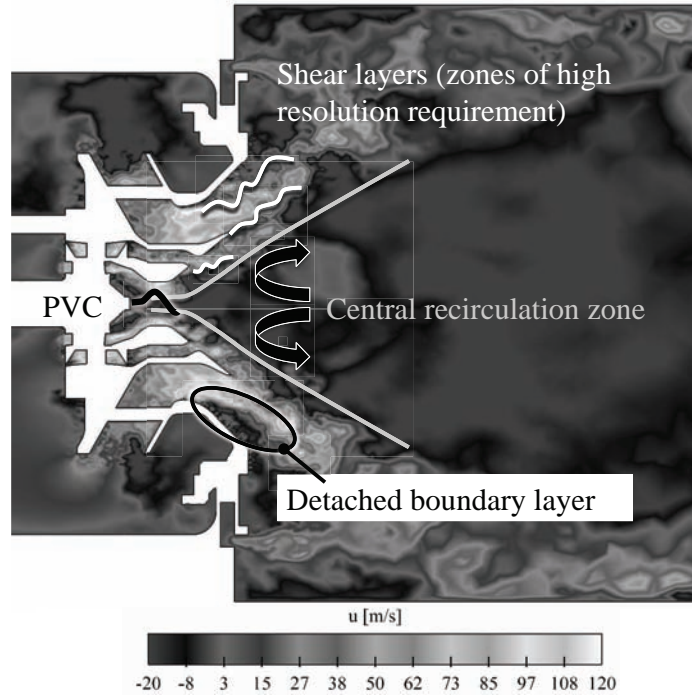 Shear layers (zones of high
resolution requirement)
PVC
Central recirculation zone
Detached boundary layer
u [m/s]
-20 -8 3 15 27 38 50 62 73 85 97 108 120